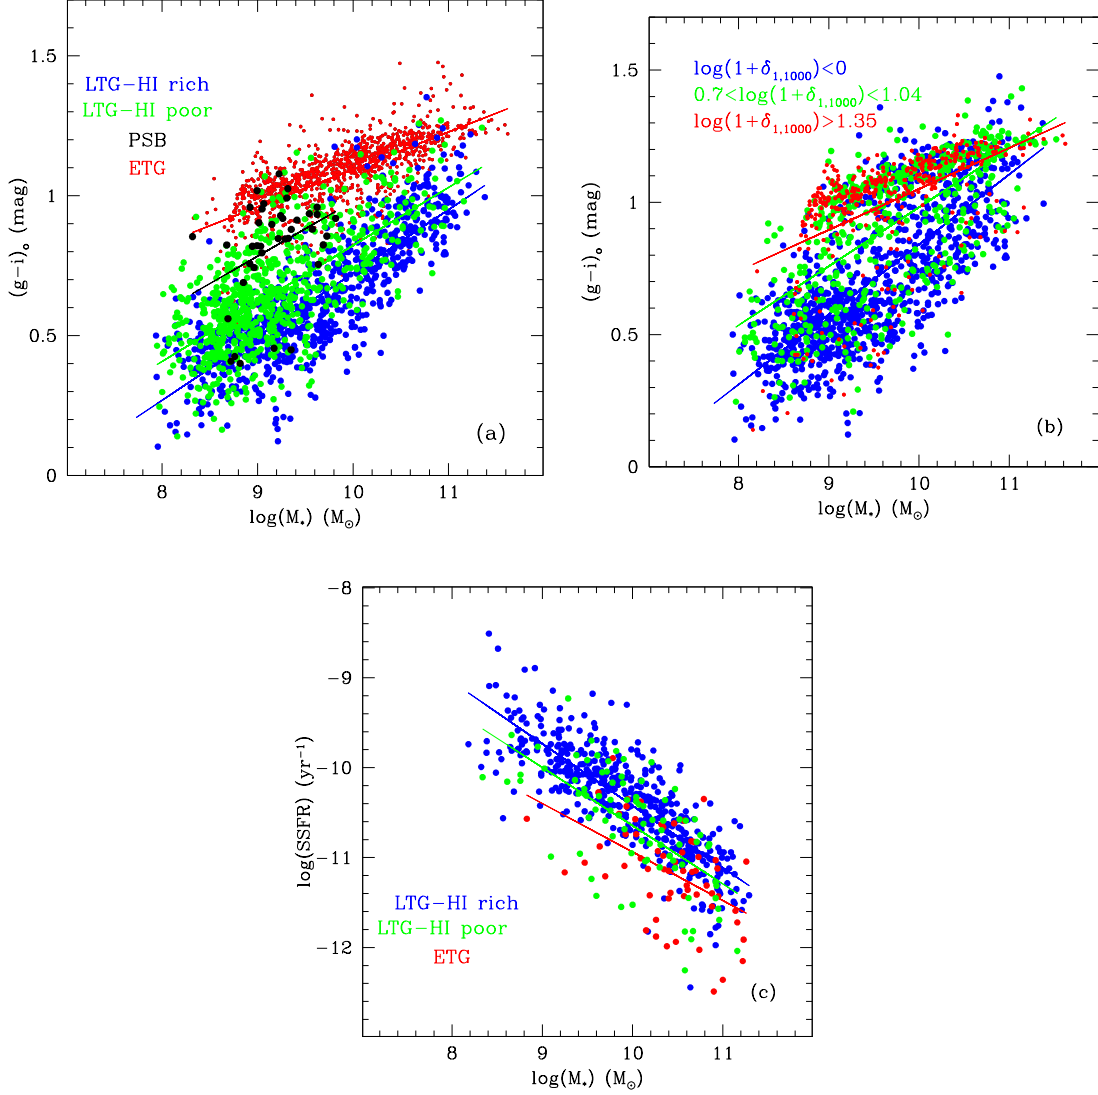 1.5
1
0.5
0
(g−i)ₒ (mag)
LTG−HI rich
LTG−HI poor
PSB
ETG
(a)
8 9 10 11
log(M⋆) (M⊙)
1.5
1
0.5
0
(g−i)ₒ (mag)
log(1+δ₁,₁₀₀₀)<0
0.7<log(1+δ₁,₁₀₀₀)<1.04
log(1+δ₁,₁₀₀₀)>1.35
(b)
8 9 10 11
log(M⋆) (M⊙)
−8
−9
−10
−11
−12
log(SSFR) (yr⁻¹)
LTG−HI rich
LTG−HI poor
ETG
(c)
8 9 10 11
log(M⋆) (M⊙)